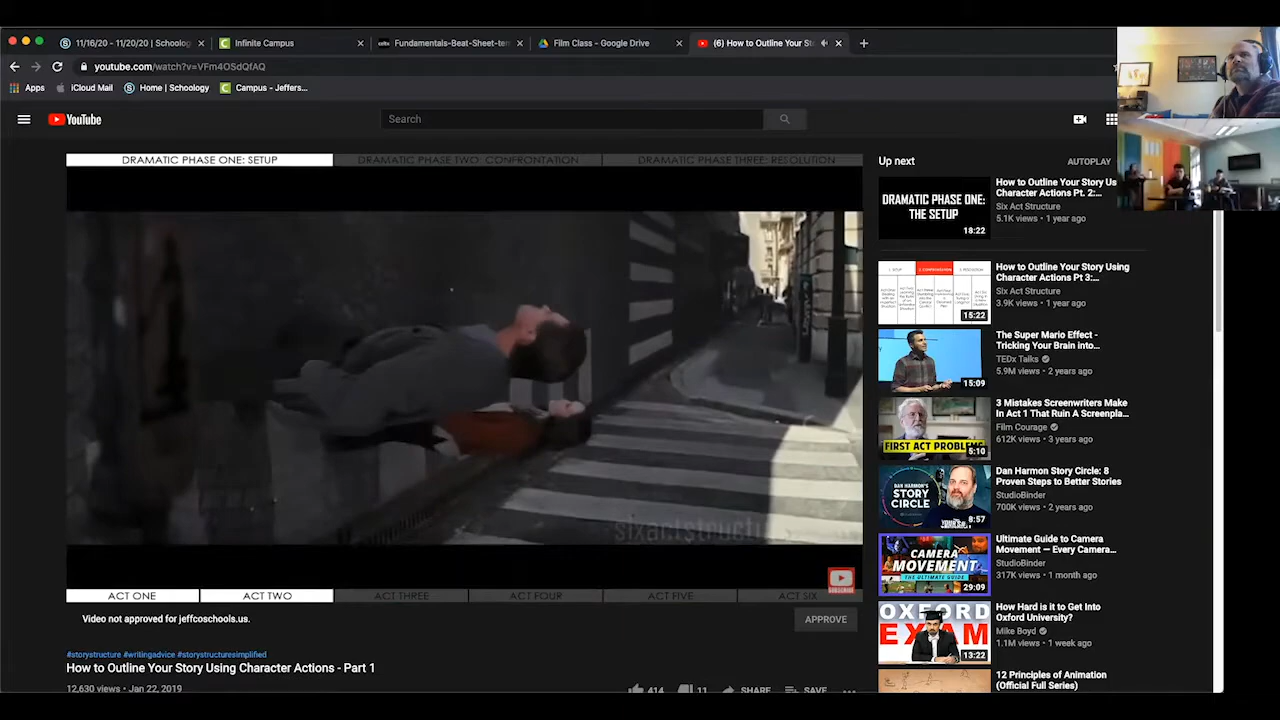 11/16/20 - 11/20/20 | Schoolog
Infinite Campus
Fundamentals-Beat-Sheet-ten
Film Class - Google Drive
(6) How to Outline Your Sto
youtube.com/watch?v=VFm4OSdQfAQ
Apps
iCloud Mail
Home | Schoology
Campus - Jeffers...
YouTube
Search
DRAMATIC PHASE ONE: SETUP
DRAMATIC PHASE TWO: CONFRONTATION
DRAMATIC PHASE THREE: RESOLUTION
sixactstructure
SUBSCRIBE
ACT ONE
ACT TWO
ACT THREE
ACT FOUR
ACT FIVE
ACT SIX
Video not approved for jeffcoschools.us.
APPROVE
#storystructure #writingadvice #storystructuresimplified
How to Outline Your Story Using Character Actions - Part 1
12,630 views • Jan 22, 2019
414
11
SHARE
SAVE
Up next
AUTOPLAY
DRAMATIC PHASE ONE:
THE SETUP
18:22
How to Outline Your Story Us
Character Actions Pt. 2:...
Six Act Structure
5.1K views • 1 year ago
15:22
How to Outline Your Story Using
Character Actions Pt 3:...
Six Act Structure
3.9K views • 1 year ago
15:09
The Super Mario Effect -
Tricking Your Brain into...
TEDx Talks
5.9M views • 2 years ago
FIRST ACT PROBLEMS
5:10
3 Mistakes Screenwriters Make
In Act 1 That Ruin A Screenpla...
Film Courage
612K views • 3 years ago
DAN HARMON'S
STORY
CIRCLE
8:57
Dan Harmon Story Circle: 8
Proven Steps to Better Stories
StudioBinder
700K views • 2 years ago
CAMERA
MOVEMENT
THE ULTIMATE GUIDE
29:09
Ultimate Guide to Camera
Movement — Every Camera...
StudioBinder
317K views • 1 month ago
OXFORD
EXAM
13:22
How Hard is it to Get Into
Oxford University?
Mike Boyd
1.1M views • 1 week ago
12 Principles of Animation
(Official Full Series)